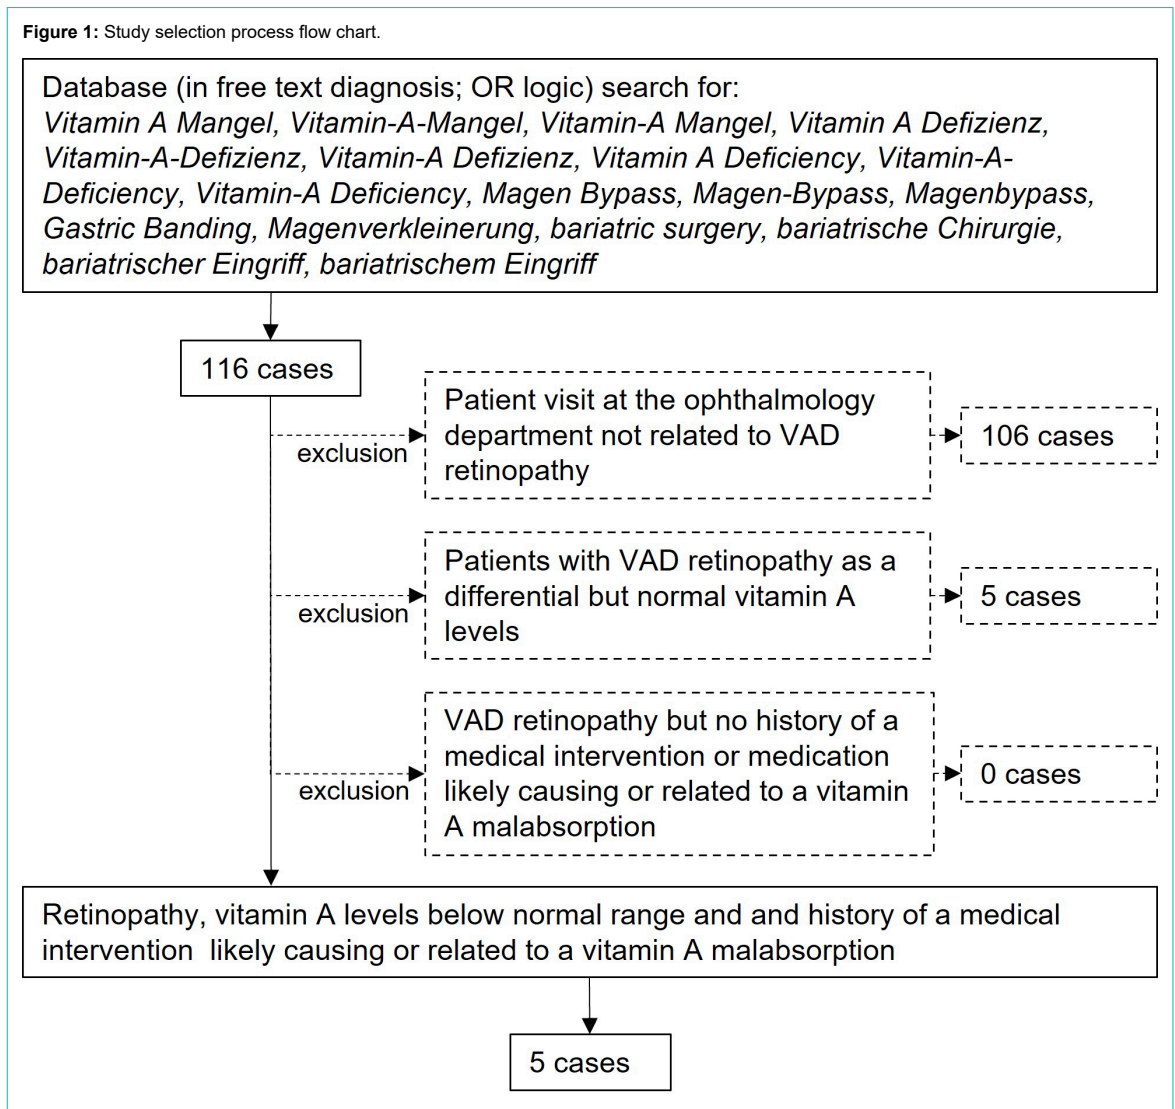 Figure 1: Study selection process flow chart.
Database (in free text diagnosis; OR logic) search for:
Vitamin A Mangel, Vitamin-A-Mangel, Vitamin-A Mangel, Vitamin A Defizienz,
Vitamin-A-Defizienz, Vitamin-A Defizienz, Vitamin A Deficiency, Vitamin-A-
Deficiency, Vitamin-A Deficiency, Magen Bypass, Magen-Bypass, Magenbypass,
Gastric Banding, Magenverkleinerung, bariatric surgery, bariatrische Chirurgie,
bariatrischer Eingriff, bariatrischem Eingriff
116 cases
exclusion
Patient visit at the ophthalmology
department not related to VAD
retinopathy
106 cases
exclusion
Patients with VAD retinopathy as a
differential but normal vitamin A
levels
5 cases
exclusion
VAD retinopathy but no history of a
medical intervention or medication
likely causing or related to a vitamin
A malabsorption
0 cases
Retinopathy, vitamin A levels below normal range and and history of a medical
intervention  likely causing or related to a vitamin A malabsorption
5 cases